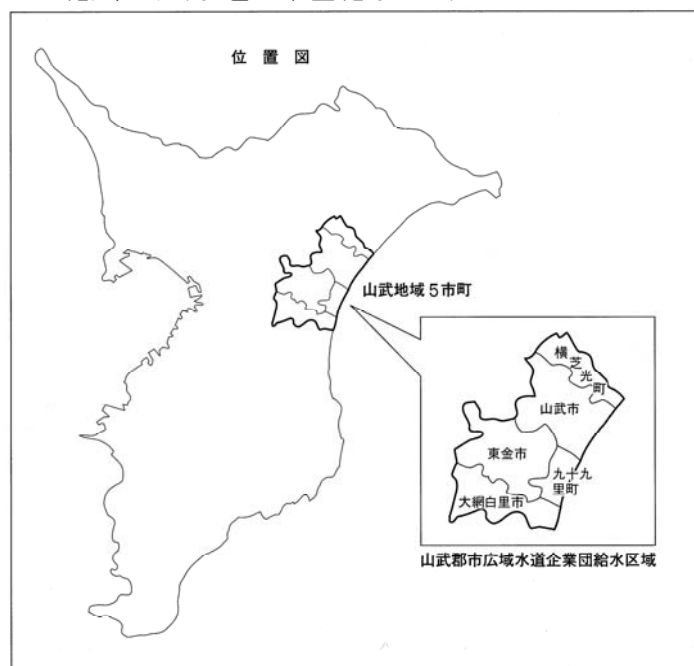 位置図
山武地域5市町
横芝光町
山武市
東金市
九十九
里町
大網白里市
山武郡市広域水道企業団給水区域